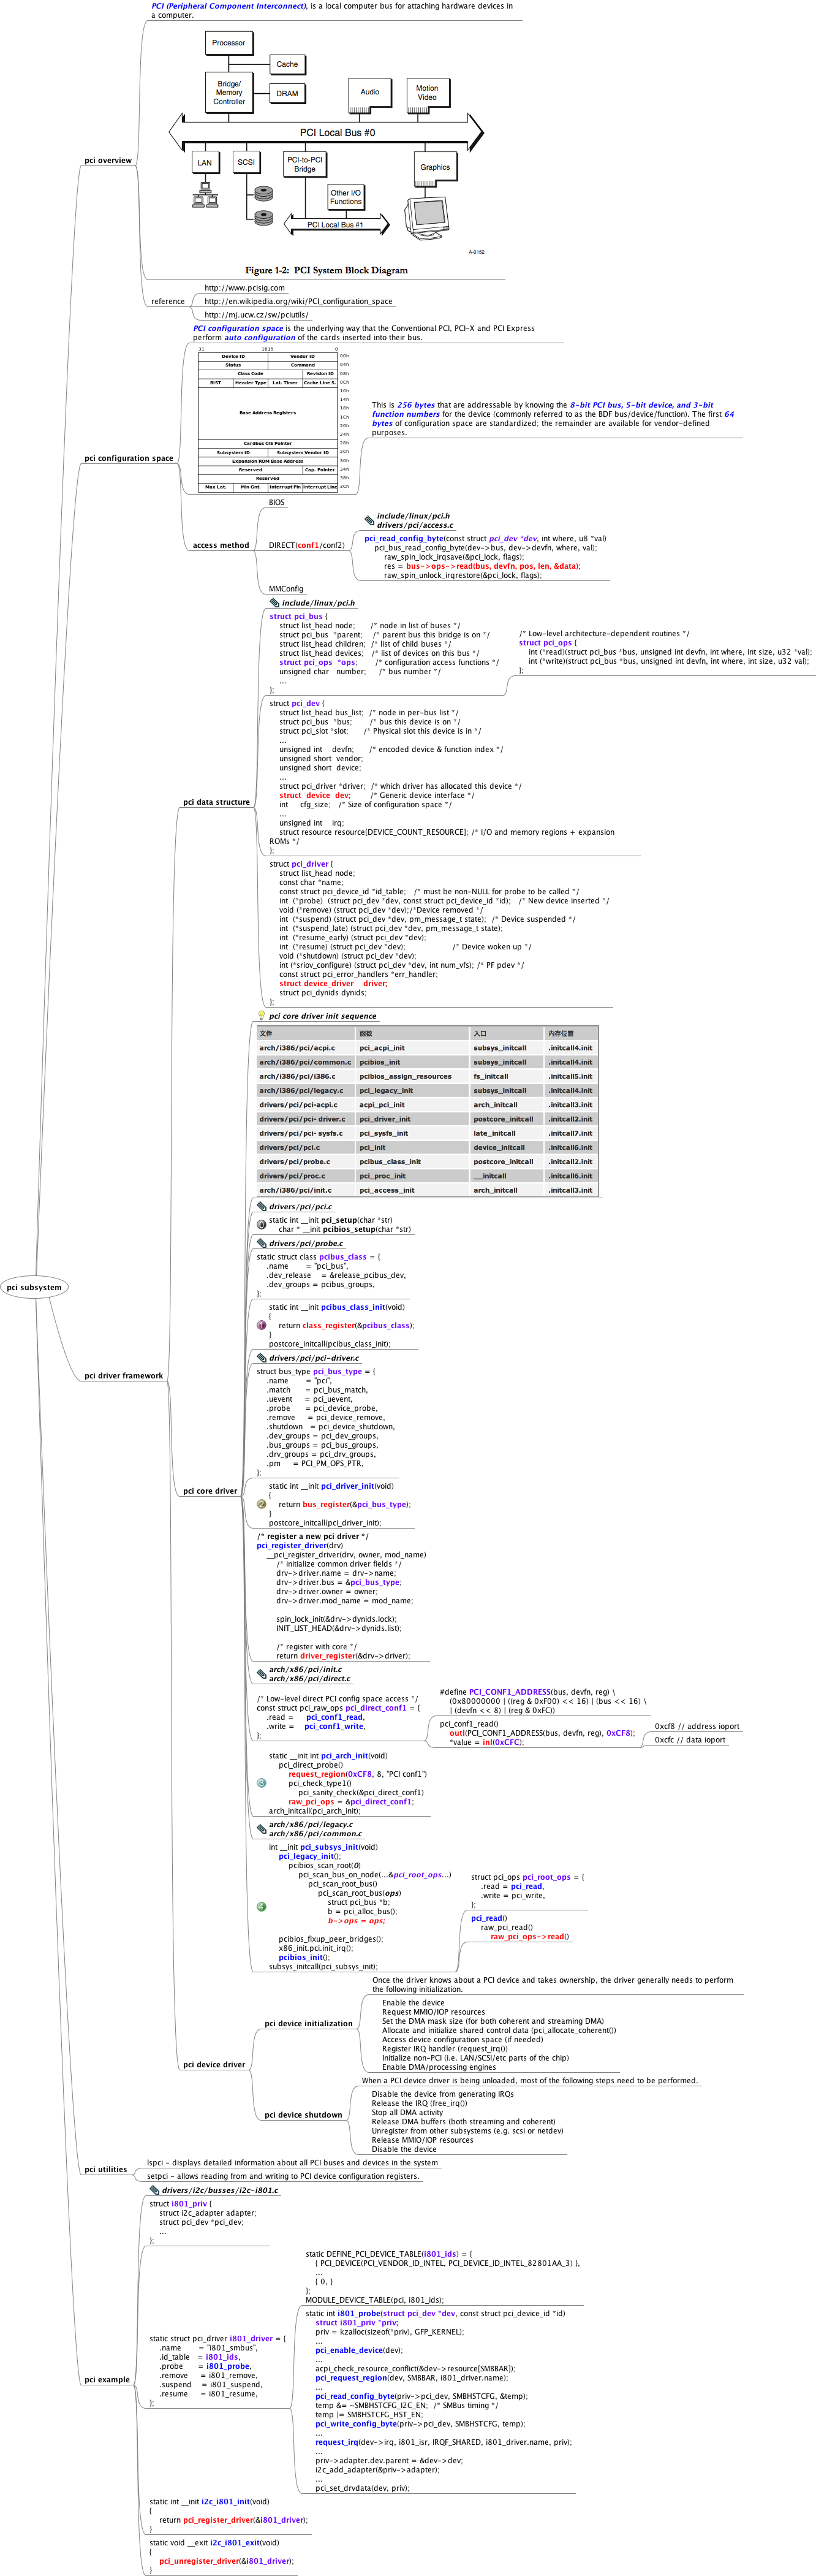 PCI (Peripheral Component Interconnect), is a local computer bus for attaching hardware devices in
a computer.
Processor
Cache
Bridge/
Memory
Controller
DRAM
Audio
Motion
Video
PCI Local Bus #0
LAN
SCSI
PCI-to-PCI
Bridge
Graphics
Other I/O
Functions
PCI Local Bus #1
A-0152
Figure 1-2: PCI System Block Diagram
pci overview
reference
http://www.pcisig.com
http://en.wikipedia.org/wiki/PCI_configuration_space
http://mj.ucw.cz/sw/pciutils/
PCI configuration space is the underlying way that the Conventional PCI, PCI-X and PCI Express
perform auto configuration of the cards inserted into their bus.
31 1615 0
Device ID Vendor ID 00h
Status Command 04h
Class Code Revision ID 08h
BIST Header Type Lat. Timer Cache Line S. 0Ch
10h
14h
Base Address Registers 18h
1Ch
20h
24h
Cardbus CIS Pointer 28h
Subsystem ID Subsystem Vendor ID 2Ch
Expansion ROM Base Address 30h
Reserved Cap. Pointer 34h
Reserved 38h
Max Lat. Min Gnt. Interrupt Pin Interrupt Line 3Ch
This is 256 bytes that are addressable by knowing the 8-bit PCI bus, 5-bit device, and 3-bit
function numbers for the device (commonly referred to as the BDF bus/device/function). The first 64
bytes of configuration space are standardized; the remainder are available for vendor-defined
purposes.
pci configuration space
access method
BIOS
DIRECT(conf1/conf2)
include/linux/pci.h
drivers/pci/access.c
pci_read_config_byte(const struct pci_dev *dev, int where, u8 *val)
pci_bus_read_config_byte(dev->bus, dev->devfn, where, val);
raw_spin_lock_irqsave(&pci_lock, flags);
res = bus->ops->read(bus, devfn, pos, len, &data);
raw_spin_unlock_irqrestore(&pci_lock, flags);
MMConfig
include/linux/pci.h
struct pci_bus {
struct list_head node; /* node in list of buses */
struct pci_bus *parent; /* parent bus this bridge is on */
struct list_head children; /* list of child buses */
struct list_head devices; /* list of devices on this bus */
struct pci_ops *ops; /* configuration access functions */
unsigned char number; /* bus number */
...
};
/* Low-level architecture-dependent routines */
struct pci_ops {
int (*read)(struct pci_bus *bus, unsigned int devfn, int where, int size, u32 *val);
int (*write)(struct pci_bus *bus, unsigned int devfn, int where, int size, u32 val);
};
pci data structure
struct pci_dev {
struct list_head bus_list; /* node in per-bus list */
struct pci_bus *bus; /* bus this device is on */
struct pci_slot *slot; /* Physical slot this device is in */
...
unsigned int devfn; /* encoded device & function index */
unsigned short vendor;
unsigned short device;
...
struct pci_driver *driver; /* which driver has allocated this device */
struct device dev; /* Generic device interface */
int cfg_size; /* Size of configuration space */
...
unsigned int irq;
struct resource resource[DEVICE_COUNT_RESOURCE]; /* I/O and memory regions + expansion
ROMs */
};
struct pci_driver {
struct list_head node;
const char *name;
const struct pci_device_id *id_table; /* must be non-NULL for probe to be called */
int (*probe) (struct pci_dev *dev, const struct pci_device_id *id); /* New device inserted */
void (*remove) (struct pci_dev *dev);/*Device removed */
int (*suspend) (struct pci_dev *dev, pm_message_t state); /* Device suspended */
int (*suspend_late) (struct pci_dev *dev, pm_message_t state);
int (*resume_early) (struct pci_dev *dev);
int (*resume) (struct pci_dev *dev); /* Device woken up */
void (*shutdown) (struct pci_dev *dev);
int (*sriov_configure) (struct pci_dev *dev, int num_vfs); /* PF pdev */
const struct pci_error_handlers *err_handler;
struct device_driver driver;
struct pci_dynids dynids;
};
pci subsystem
pci driver framework
pci core driver
pci core driver init sequence
文件 函数 入口 内存位置
arch/i386/pci/acpi.c pci_acpi_init subsys_initcall .initcall4.init
arch/i386/pci/common.c pcibios_init subsys_initcall .initcall4.init
arch/i386/pci/i386.c pcibios_assign_resources fs_initcall .initcall5.init
arch/i386/pci/legacy.c pci_legacy_init subsys_initcall .initcall4.init
drivers/pci/pci-acpi.c acpi_pci_init arch_initcall .initcall3.init
drivers/pci/pci- driver.c pci_driver_init postcore_initcall .initcall2.init
drivers/pci/pci- sysfs.c pci_sysfs_init late_initcall .initcall7.init
drivers/pci/pci.c pci_init device_initcall .initcall6.init
drivers/pci/probe.c pcibus_class_init postcore_initcall .initcall2.init
drivers/pci/proc.c pci_proc_init __initcall .initcall6.init
arch/i386/pci/init.c pci_access_init arch_initcall .initcall3.init
drivers/pci/pci.c
0
static int __init pci_setup(char *str)
char * __init pcibios_setup(char *str)
drivers/pci/probe.c
static struct class pcibus_class = {
.name = "pci_bus",
.dev_release = &release_pcibus_dev,
.dev_groups = pcibus_groups,
};
1
static int __init pcibus_class_init(void)
{
return class_register(&pcibus_class);
}
postcore_initcall(pcibus_class_init);
drivers/pci/pci-driver.c
struct bus_type pci_bus_type = {
.name = "pci",
.match = pci_bus_match,
.uevent = pci_uevent,
.probe = pci_device_probe,
.remove = pci_device_remove,
.shutdown = pci_device_shutdown,
.dev_groups = pci_dev_groups,
.bus_groups = pci_bus_groups,
.drv_groups = pci_drv_groups,
.pm = PCI_PM_OPS_PTR,
};
2
static int __init pci_driver_init(void)
{
return bus_register(&pci_bus_type);
}
postcore_initcall(pci_driver_init);
/* register a new pci driver */
pci_register_driver(drv)
__pci_register_driver(drv, owner, mod_name)
/* initialize common driver fields */
drv->driver.name = drv->name;
drv->driver.bus = &pci_bus_type;
drv->driver.owner = owner;
drv->driver.mod_name = mod_name;
spin_lock_init(&drv->dynids.lock);
INIT_LIST_HEAD(&drv->dynids.list);
/* register with core */
return driver_register(&drv->driver);
arch/x86/pci/init.c
arch/x86/pci/direct.c
/* Low-level direct PCI config space access */
const struct pci_raw_ops pci_direct_conf1 = {
.read = pci_conf1_read,
.write = pci_conf1_write,
};
#define PCI_CONF1_ADDRESS(bus, devfn, reg) \
(0x80000000 | ((reg & 0xF00) << 16) | (bus << 16) \
| (devfn << 8) | (reg & 0xFC))
pci_conf1_read()
outl(PCI_CONF1_ADDRESS(bus, devfn, reg), 0xCF8);
*value = inl(0xCFC);
0xcf8 // address ioport
0xcfc // data ioport
3
static __init int pci_arch_init(void)
pci_direct_probe()
request_region(0xCF8, 8, "PCI conf1")
pci_check_type1()
pci_sanity_check(&pci_direct_conf1)
raw_pci_ops = &pci_direct_conf1;
arch_initcall(pci_arch_init);
arch/x86/pci/legacy.c
arch/x86/pci/common.c
4
int __init pci_subsys_init(void)
pci_legacy_init();
pcibios_scan_root(0)
pci_scan_bus_on_node(...&pci_root_ops...)
pci_scan_root_bus()
pci_scan_root_bus(ops)
struct pci_bus *b;
b = pci_alloc_bus();
b->ops = ops;
pcibios_fixup_peer_bridges();
x86_init.pci.init_irq();
pcibios_init();
subsys_initcall(pci_subsys_init);
struct pci_ops pci_root_ops = {
.read = pci_read,
.write = pci_write,
};
pci_read()
raw_pci_read()
raw_pci_ops->read()
pci device driver
pci device initialization
Once the driver knows about a PCI device and takes ownership, the driver generally needs to perform
the following initialization.
Enable the device
Request MMIO/IOP resources
Set the DMA mask size (for both coherent and streaming DMA)
Allocate and initialize shared control data (pci_allocate_coherent())
Access device configuration space (if needed)
Register IRQ handler (request_irq())
Initialize non-PCI (i.e. LAN/SCSI/etc parts of the chip)
Enable DMA/processing engines
pci device shutdown
When a PCI device driver is being unloaded, most of the following steps need to be performed.
Disable the device from generating IRQs
Release the IRQ (free_irq())
Stop all DMA activity
Release DMA buffers (both streaming and coherent)
Unregister from other subsystems (e.g. scsi or netdev)
Release MMIO/IOP resources
Disable the device
pci utilities
lspci - displays detailed information about all PCI buses and devices in the system
setpci - allows reading from and writing to PCI device configuration registers.
pci example
drivers/i2c/busses/i2c-i801.c
struct i801_priv {
struct i2c_adapter adapter;
struct pci_dev *pci_dev;
...
};
static struct pci_driver i801_driver = {
.name = "i801_smbus",
.id_table = i801_ids,
.probe = i801_probe,
.remove = i801_remove,
.suspend = i801_suspend,
.resume = i801_resume,
};
static DEFINE_PCI_DEVICE_TABLE(i801_ids) = {
{ PCI_DEVICE(PCI_VENDOR_ID_INTEL, PCI_DEVICE_ID_INTEL_82801AA_3) },
...
{ 0, }
};
MODULE_DEVICE_TABLE(pci, i801_ids);
static int i801_probe(struct pci_dev *dev, const struct pci_device_id *id)
struct i801_priv *priv;
priv = kzalloc(sizeof(*priv), GFP_KERNEL);
...
pci_enable_device(dev);
...
acpi_check_resource_conflict(&dev->resource[SMBBAR]);
pci_request_region(dev, SMBBAR, i801_driver.name);
...
pci_read_config_byte(priv->pci_dev, SMBHSTCFG, &temp);
temp &= ~SMBHSTCFG_I2C_EN; /* SMBus timing */
temp |= SMBHSTCFG_HST_EN;
pci_write_config_byte(priv->pci_dev, SMBHSTCFG, temp);
...
request_irq(dev->irq, i801_isr, IRQF_SHARED, i801_driver.name, priv);
...
priv->adapter.dev.parent = &dev->dev;
i2c_add_adapter(&priv->adapter);
...
pci_set_drvdata(dev, priv);
static int __init i2c_i801_init(void)
{
return pci_register_driver(&i801_driver);
}
static void __exit i2c_i801_exit(void)
{
pci_unregister_driver(&i801_driver);
}